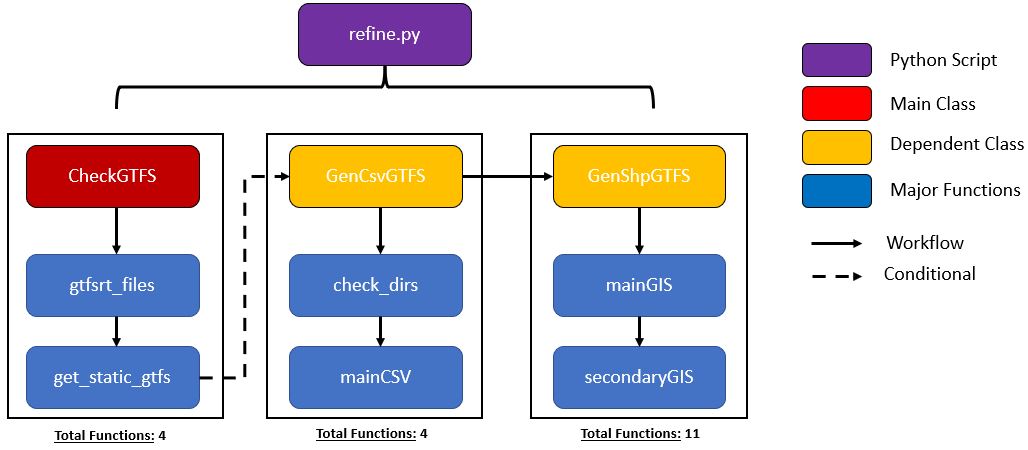 refine.py
CheckGTFS
gtfsrt_files
get_static_gtfs
Total Functions: 4
GenCsvGTFS
check_dirs
mainCSV
Total Functions: 4
GenShpGTFS
mainGIS
secondaryGIS
Total Functions: 11
Python Script
Main Class
Dependent Class
Major Functions
Workflow
Conditional